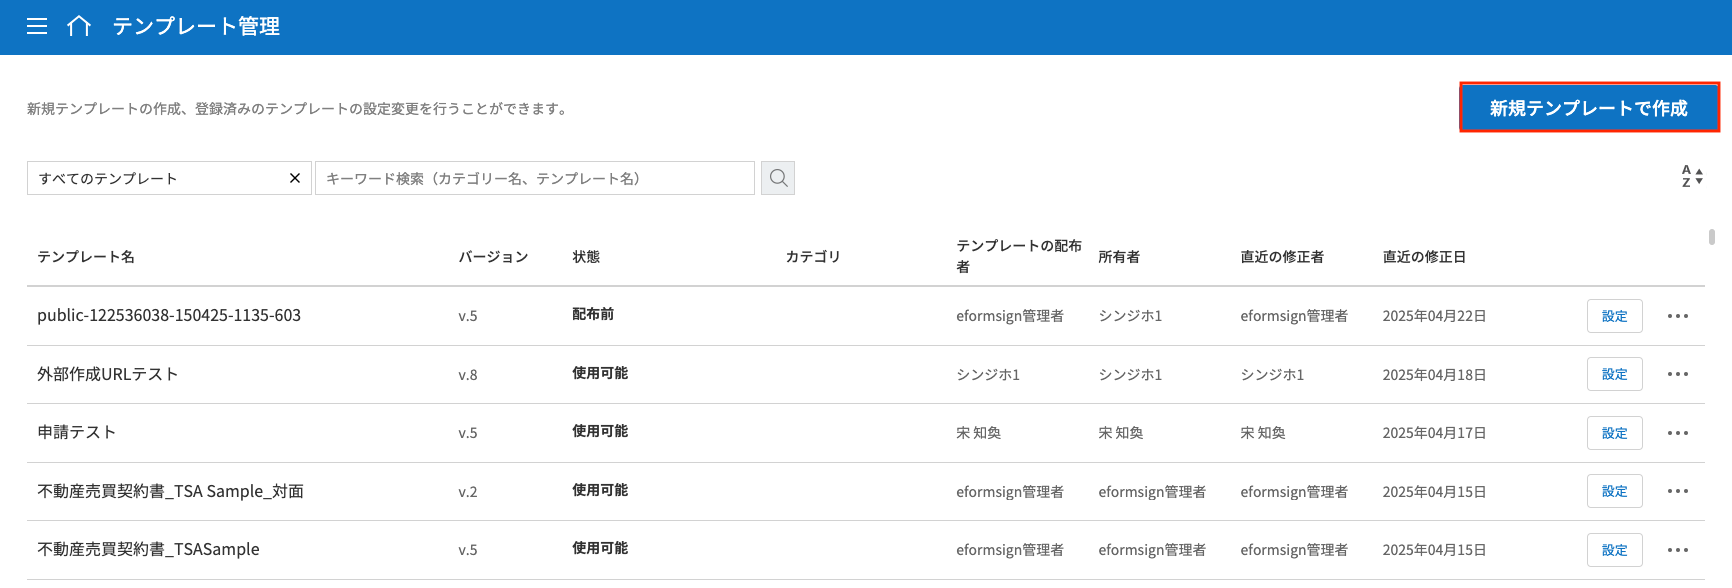 テンプレート管理
新規テンプレートの作成、登録済みのテンプレートの設定変更を行うことができます。
新規テンプレートで作成
すべてのテンプレート ×
キーワード検索（カテゴリー名、テンプレート名）
A
Z
テンプレート名 バージョン 状態 カテゴリ テンプレートの配布者 所有者 直近の修正者 直近の修正日
public-122536038-150425-1135-603 v.5 配布前 eformsign管理者 シンジホ1 eformsign管理者 2025年04月22日 設定
外部作成URLテスト v.8 使用可能 シンジホ1 シンジホ1 シンジホ1 2025年04月18日 設定
申請テスト v.5 使用可能 宋 知奐 宋 知奐 宋 知奐 2025年04月17日 設定
不動産売買契約書_TSA Sample_対面 v.2 使用可能 eformsign管理者 eformsign管理者 eformsign管理者 2025年04月15日 設定
不動産売買契約書_TSASample v.5 使用可能 eformsign管理者 eformsign管理者 eformsign管理者 2025年04月15日 設定